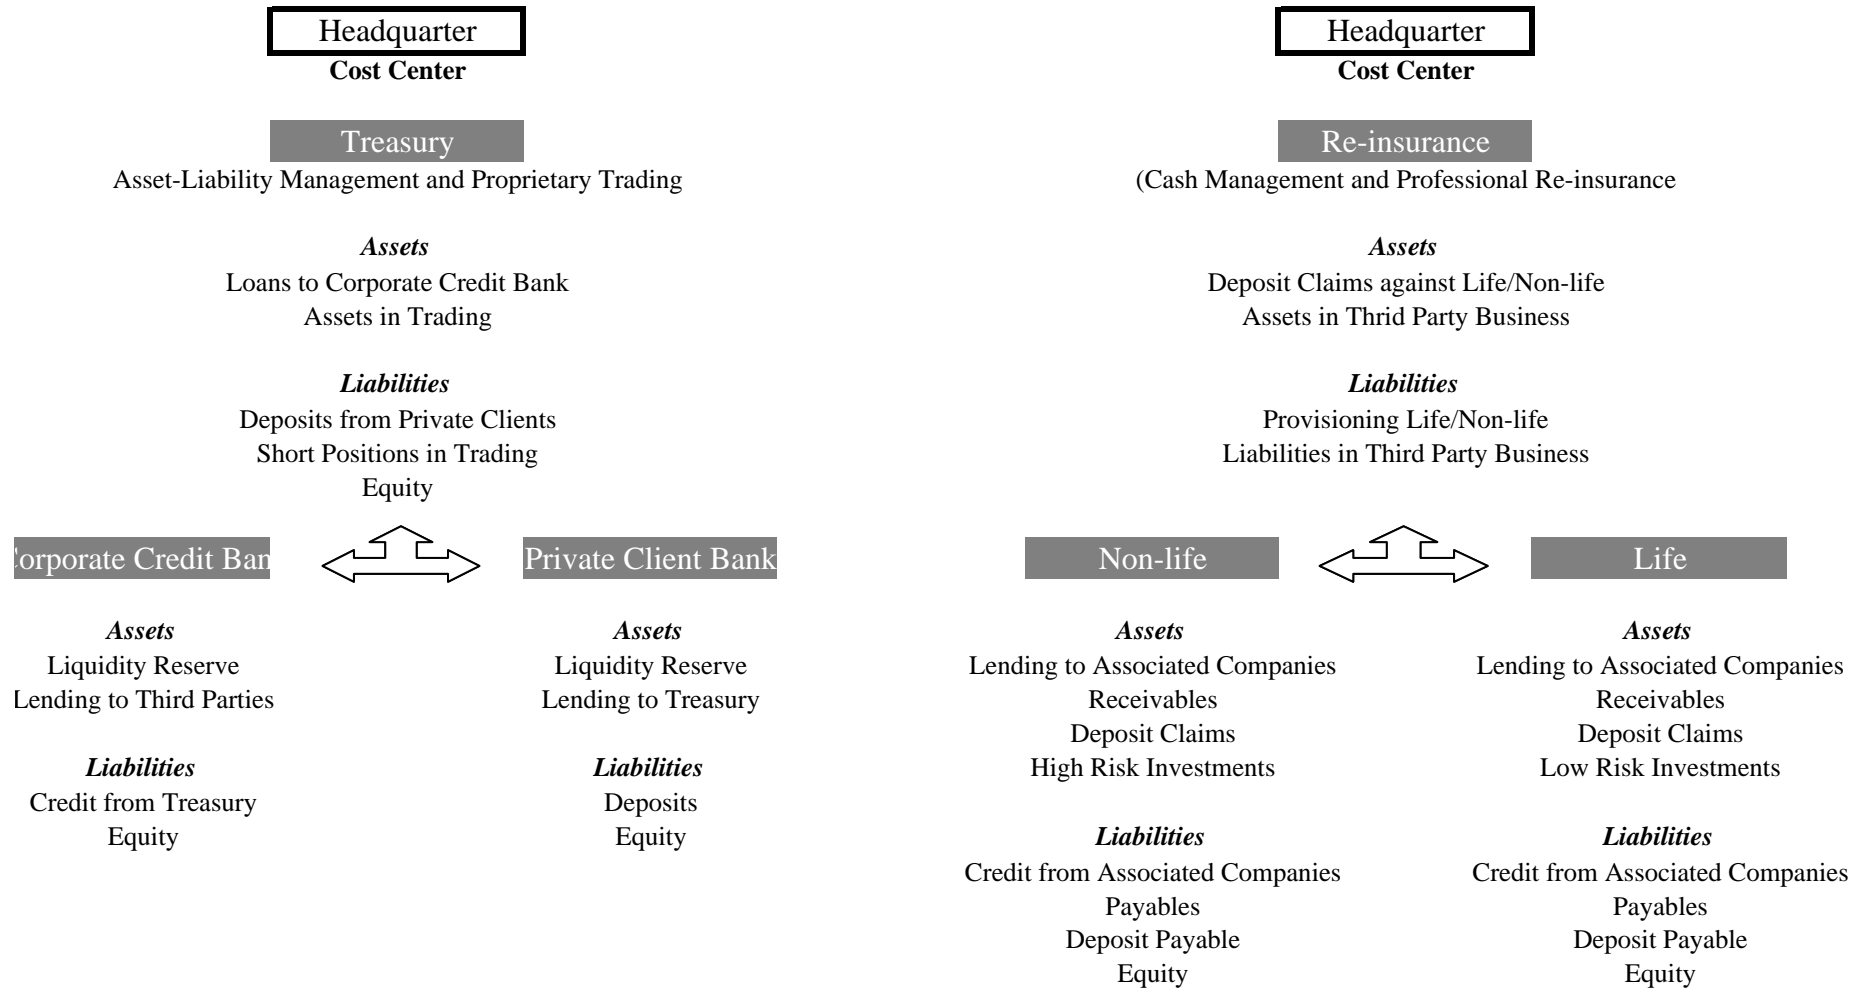 Headquarter
Cost Center
Treasury
Asset-Liability Management and Proprietary Trading
Assets
Loans to Corporate Credit Bank
Assets in Trading
Liabilities
Deposits from Private Clients
Short Positions in Trading
Equity
orporate Credit Ban
Assets
Liquidity Reserve
Lending to Third Parties
Liabilities
Credit from Treasury
Equity
Private Client Bank
Assets
Liquidity Reserve
Lending to Treasury
Liabilities
Deposits
Equity
Headquarter
Cost Center
Re-insurance
(Cash Management and Professional Re-insurance
Assets
Deposit Claims against Life/Non-life
Assets in Thrid Party Business
Liabilities
Provisioning Life/Non-life
Liabilities in Third Party Business
Non-life
Assets
Lending to Associated Companies
Receivables
Deposit Claims
High Risk Investments
Liabilities
Credit from Associated Companies
Payables
Deposit Payable
Equity
Life
Assets
Lending to Associated Companies
Receivables
Deposit Claims
Low Risk Investments
Liabilities
Credit from Associated Companies
Payables
Deposit Payable
Equity